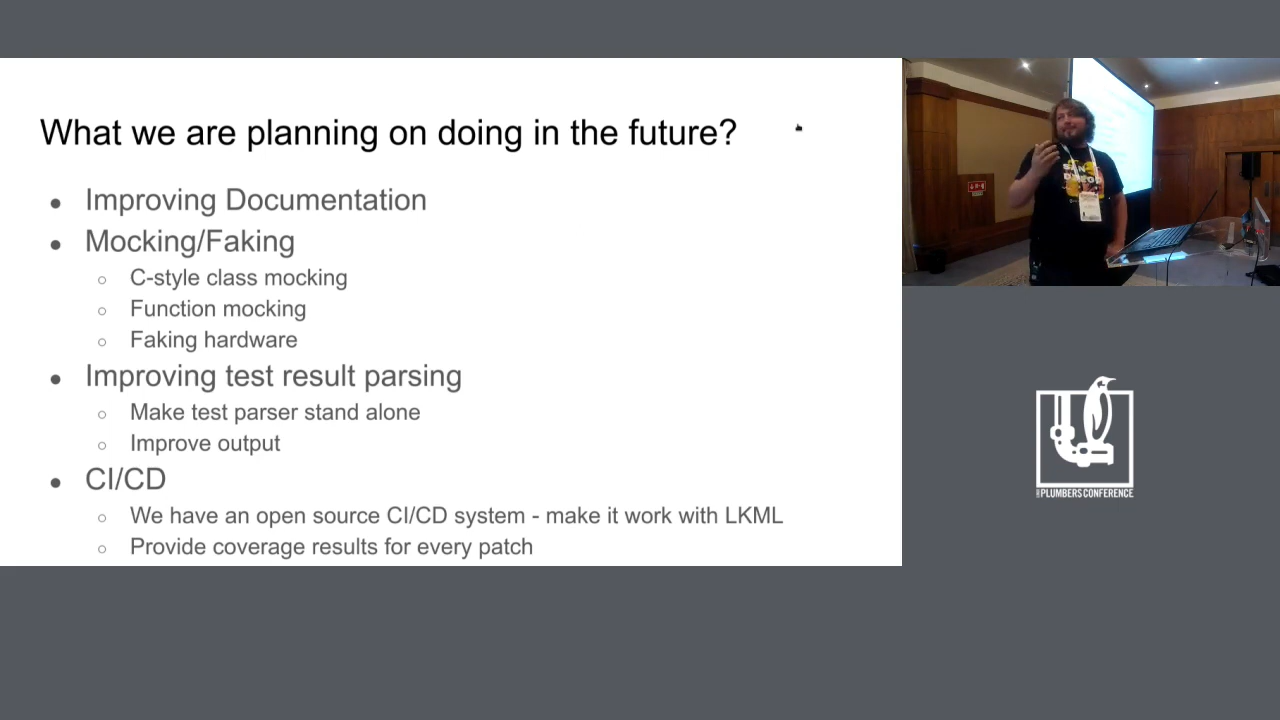 What we are planning on doing in the future?
● Improving Documentation
● Mocking/Faking
○ C-style class mocking
○ Function mocking
○ Faking hardware
● Improving test result parsing
○ Make test parser stand alone
○ Improve output
● CI/CD
○ We have an open source CI/CD system - make it work with LKML
○ Provide coverage results for every patch
PLUMBERS CONFERENCE